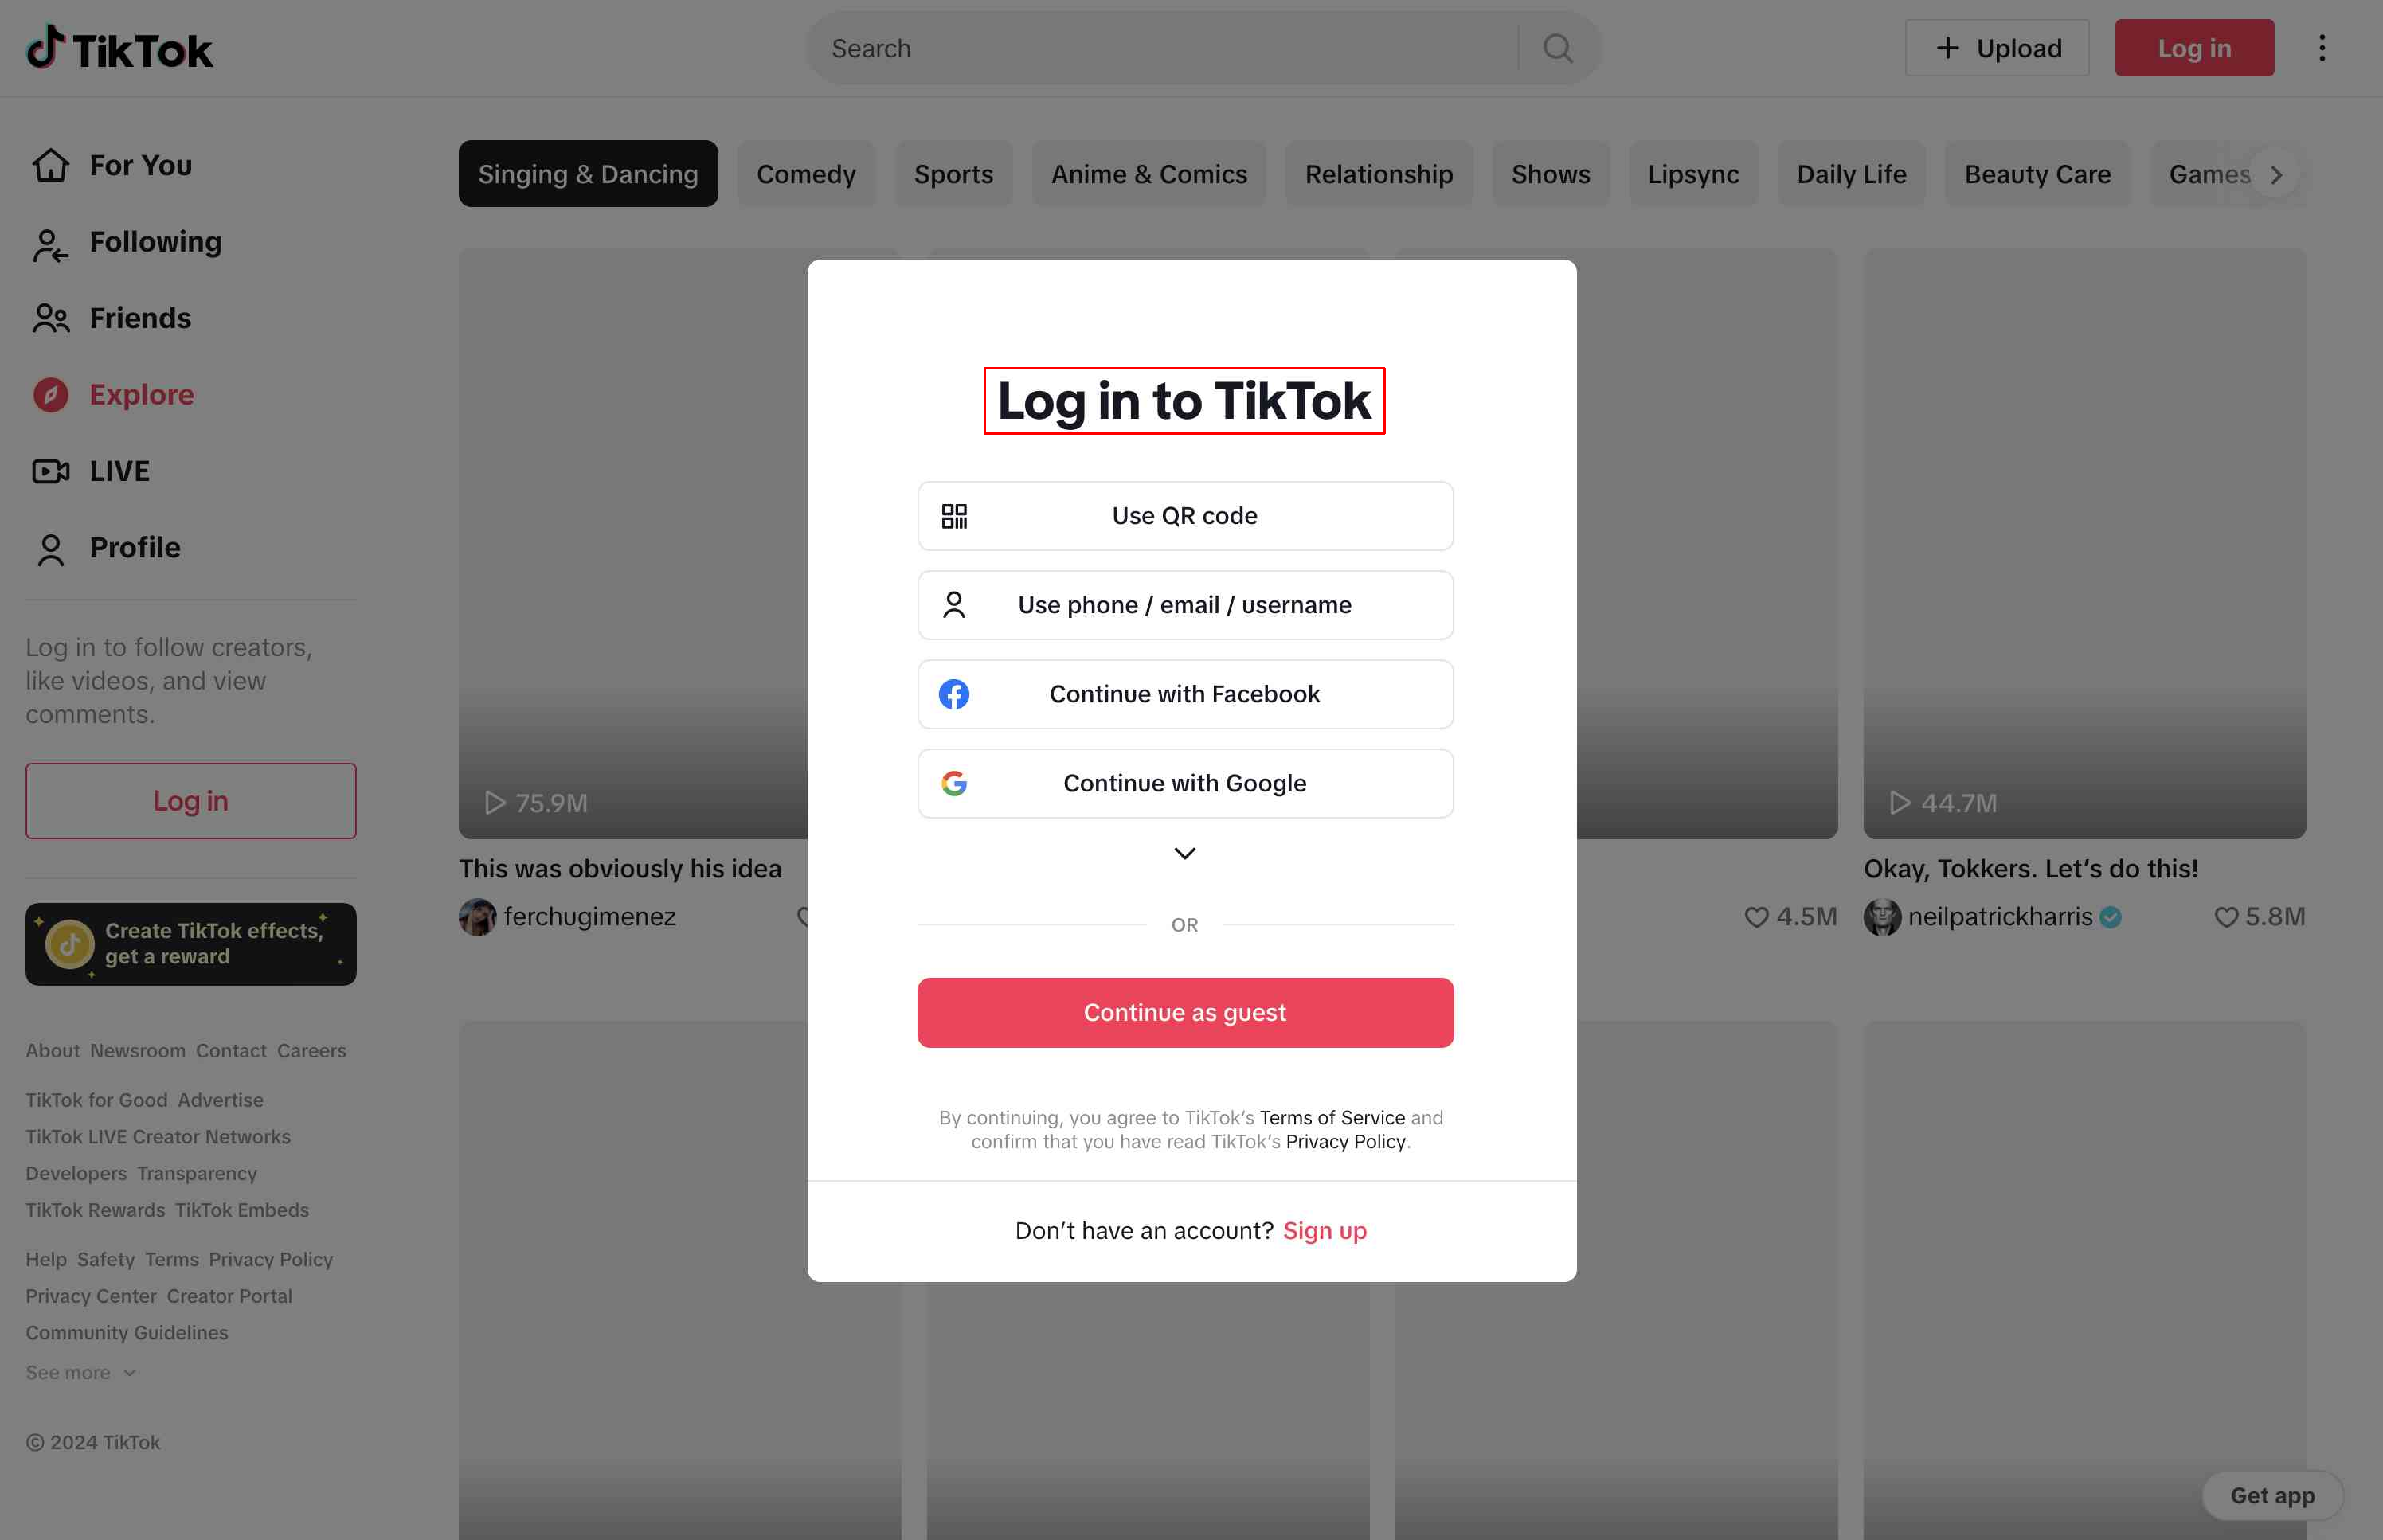 TikTok
Search
Upload
Log in
For You
Following
Friends
Explore
LIVE
Profile
Log in to follow creators,
like videos, and view
comments.
Log in
Create TikTok effects,
get a reward
About Newsroom Contact Careers
TikTok for Good Advertise
TikTok LIVE Creator Networks
Developers Transparency
TikTok Rewards TikTok Embeds
Help Safety Terms Privacy Policy
Privacy Center Creator Portal
Community Guidelines
See more
© 2024 TikTok
Singing & Dancing
Comedy
Sports
Anime & Comics
Relationship
Shows
Lipsync
Daily Life
Beauty Care
Games
75.9M
This was obviously his idea
ferchugimenez
4.5M
44.7M
Okay, Tokkers. Let’s do this!
neilpatrickharris
5.8M
Log in to TikTok
Use QR code
Use phone / email / username
Continue with Facebook
Continue with Google
OR
Continue as guest
By continuing, you agree to TikTok’s Terms of Service and
confirm that you have read TikTok’s Privacy Policy.
Don’t have an account? Sign up
Get app